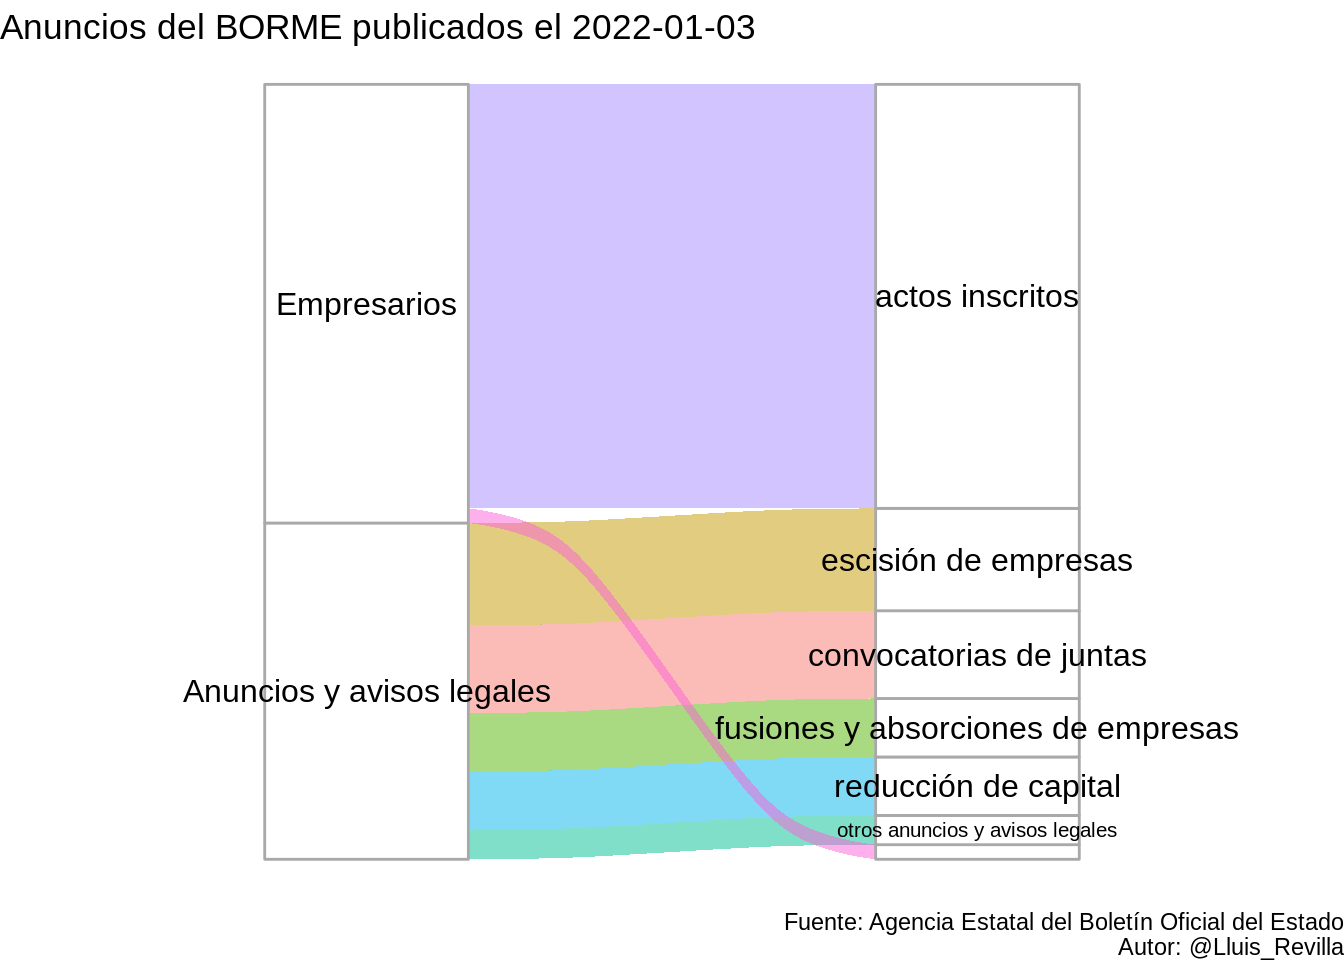 Anuncios del BORME publicados el 2022-01-03
Empresarios
actos inscritos
escisión de empresas
convocatorias de juntas
Anuncios y avisos legales
fusiones y absorciones de empresas
reducción de capital
otros anuncios y avisos legales
Fuente: Agencia Estatal del Boletín Oficial del Estado
Autor: @Lluis_Revilla